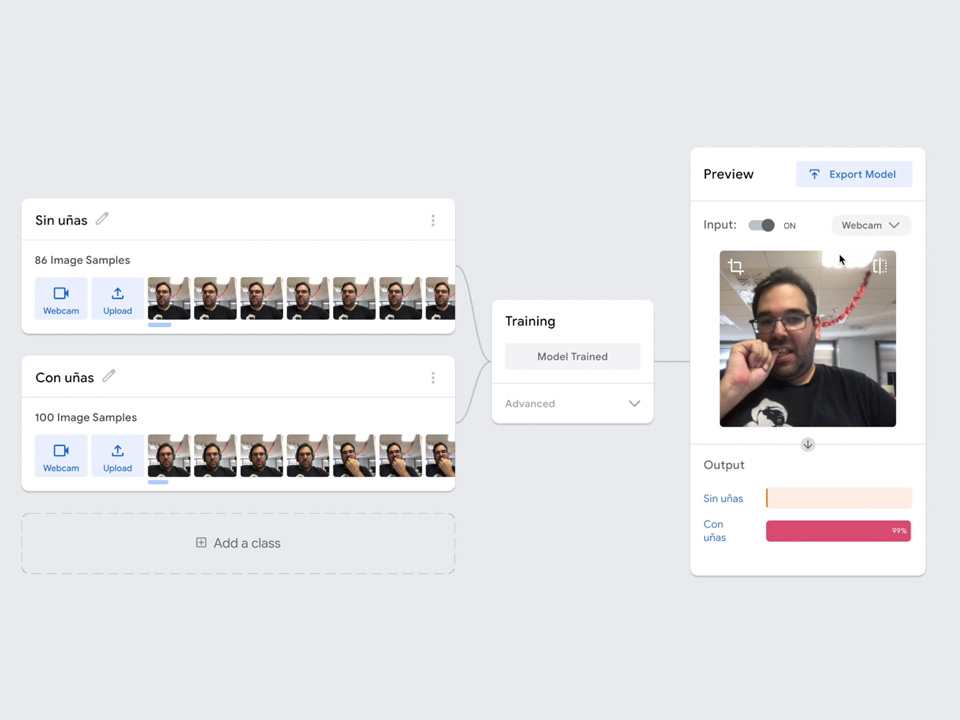 Sin uñas
86 Image Samples
Webcam
Upload
Con uñas
100 Image Samples
Webcam
Upload
Add a class
Training
Model Trained
Advanced
Preview
Export Model
Input:
ON
Webcam
Output
Sin uñas
Con
uñas
99%